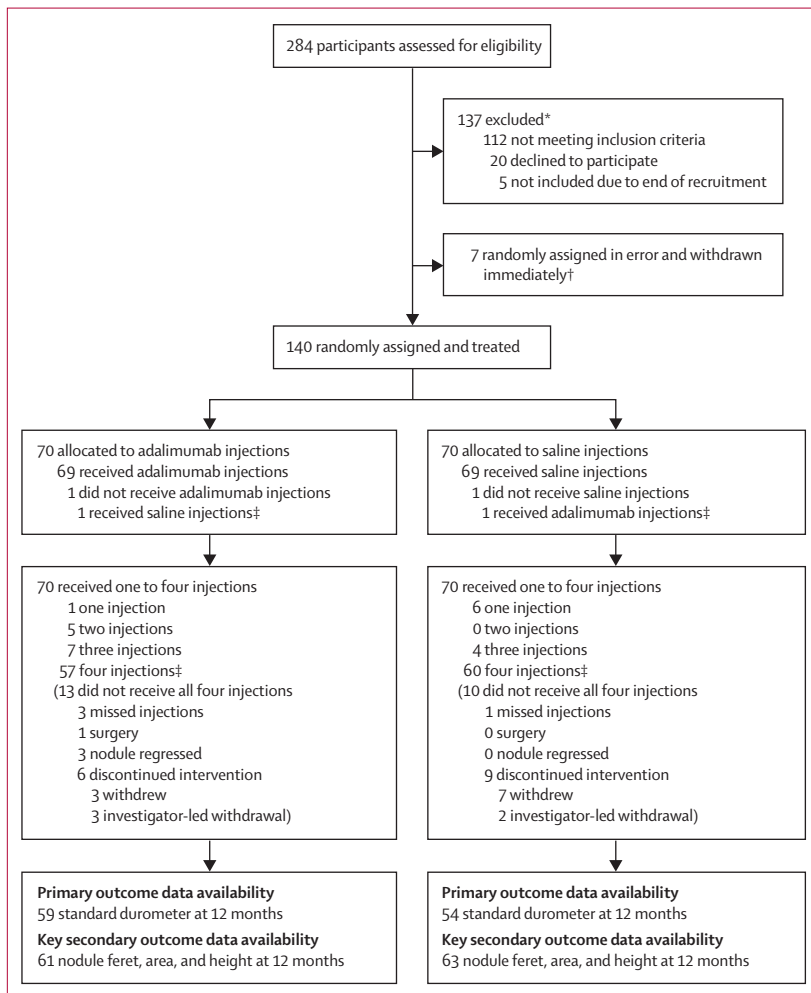 284 participants assessed for eligibility
137 excluded*
112 not meeting inclusion criteria
20 declined to participate
5 not included due to end of recruitment
7 randomly assigned in error and withdrawn
immediately†
140 randomly assigned and treated
70 allocated to adalimumab injections
69 received adalimumab injections
1 did not receive adalimumab injections
1 received saline injections‡
70 allocated to saline injections
69 received saline injections
1 did not receive saline injections
1 received adalimumab injections‡
70 received one to four injections
1 one injection
5 two injections
7 three injections
57 four injections‡
(13 did not receive all four injections
3 missed injections
1 surgery
3 nodule regressed
6 discontinued intervention
3 withdrew
3 investigator-led withdrawal)
70 received one to four injections
6 one injection
0 two injections
4 three injections
60 four injections‡
(10 did not receive all four injections
1 missed injections
0 surgery
0 nodule regressed
9 discontinued intervention
7 withdrew
2 investigator-led withdrawal)
Primary outcome data availability
59 standard durometer at 12 months
Key secondary outcome data availability
61 nodule feret, area, and height at 12 months
Primary outcome data availability
54 standard durometer at 12 months
Key secondary outcome data availability
63 nodule feret, area, and height at 12 months